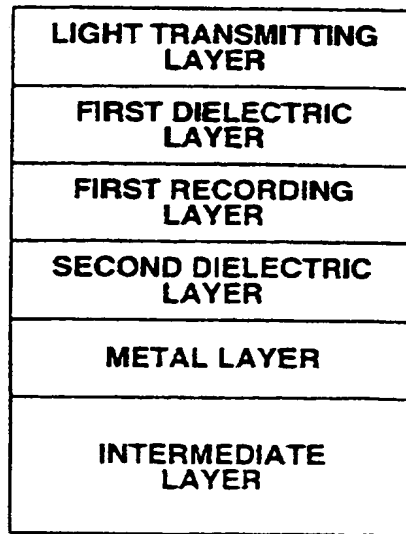 LIGHT TRANSMITTING
LAYER
FIRST DIELECTRIC
LAYER
FIRST RECORDING
LAYER
SECOND DIELECTRIC
LAYER
METAL LAYER
INTERMEDIATE
LAYER